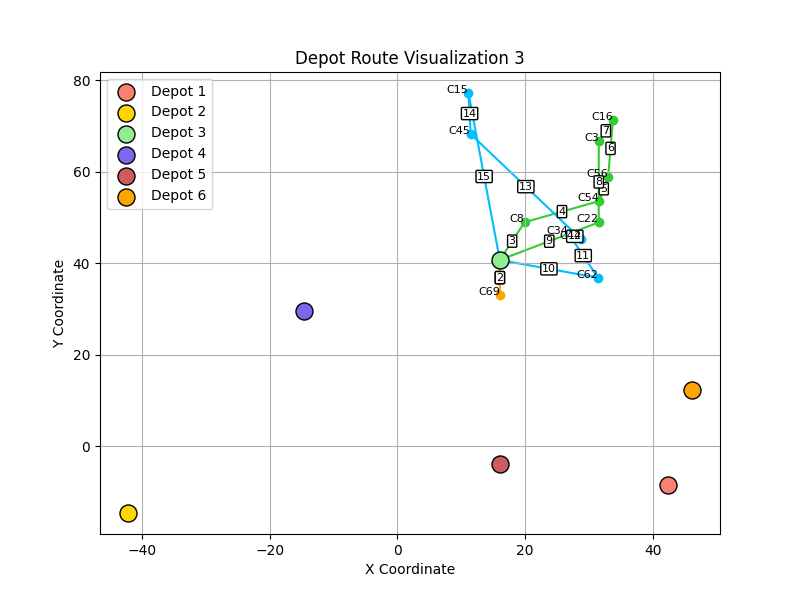 Depot Route Visualization 3
Depot 1
Depot 2
Depot 3
Depot 4
Depot 5
Depot 6
C15
14
C45
15
13
C16
7
C3
6
C56
8
5
C54
4
C8
C22
C34
3
9
11
10
C62
2
C69
80
60
40
20
0
Y Coordinate
−40
−20
0
20
40
X Coordinate